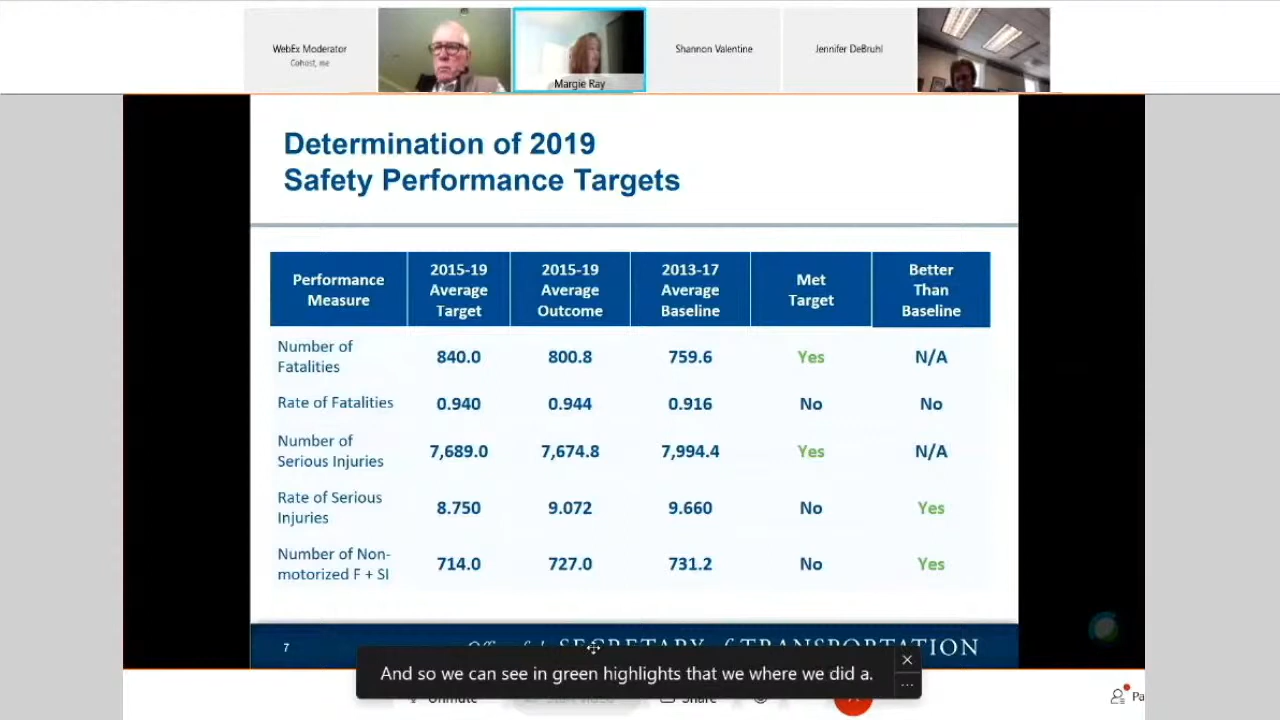 WebEx Moderator
Cohost, me
Margie Ray
Shannon Valentine
Jennifer DeBruhl
Determination of 2019
Safety Performance Targets
Performance
Measure
2015-19
Average
Target
2015-19
Average
Outcome
2013-17
Average
Baseline
Met
Target
Better
Than
Baseline
Number of
Fatalities
840.0
800.8
759.6
Yes
N/A
Rate of Fatalities
0.940
0.944
0.916
No
No
Number of
Serious Injuries
7,689.0
7,674.8
7,994.4
Yes
N/A
Rate of Serious
Injuries
8.750
9.072
9.660
No
Yes
Number of Non-
motorized F + SI
714.0
727.0
731.2
No
Yes
7
SECRETARY of TRANSPORTATION
And so we can see in green highlights that we where we did a.
Unmute
Share
Pa